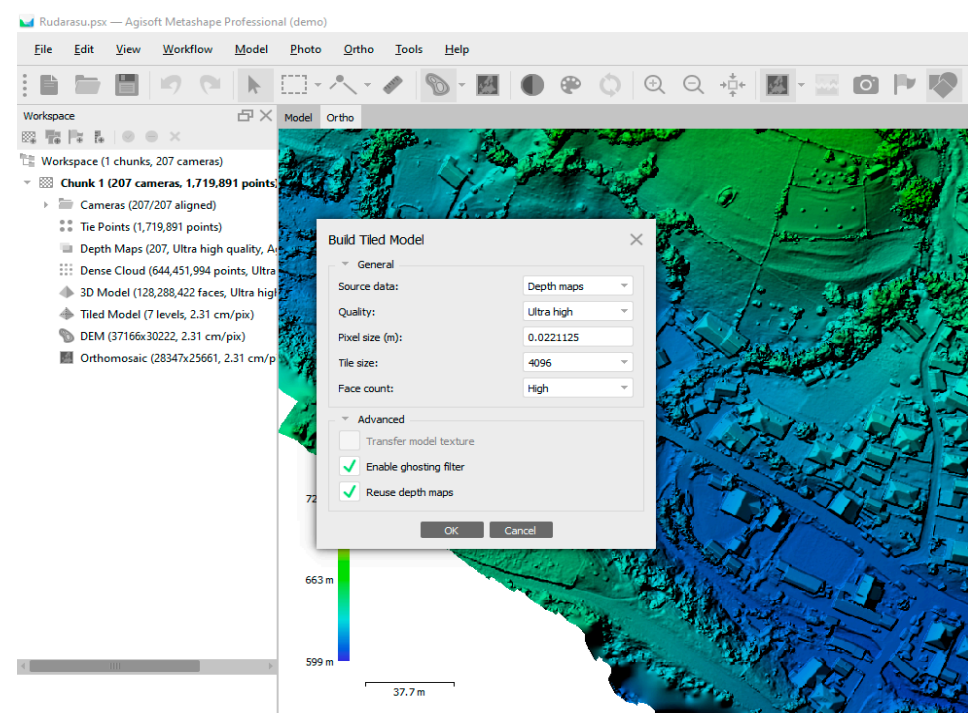 Rudarasu.psx — Agisoft Metashape Professional (demo)
File Edit View Workflow Model Photo Ortho Tools Help
Workspace
Model Ortho
Workspace (1 chunks, 207 cameras)
Chunk 1 (207 cameras, 1,719,891 points)
Cameras (207/207 aligned)
Tie Points (1,719,891 points)
Depth Maps (207, Ultra high quality, A
Dense Cloud (644,451,994 points, Ultra
3D Model (128,288,422 faces, Ultra high
Tiled Model (7 levels, 2.31 cm/pix)
DEM (37166x30222, 2.31 cm/pix)
Orthomosaic (28347x25661, 2.31 cm/p
Build Tiled Model
General
Source data: Depth maps
Quality: Ultra high
Pixel size (m): 0.0221125
Tile size: 4096
Face count: High
Advanced
Transfer model texture
Enable ghosting filter
Reuse depth maps
OK Cancel
72
663 m
599 m
37.7 m